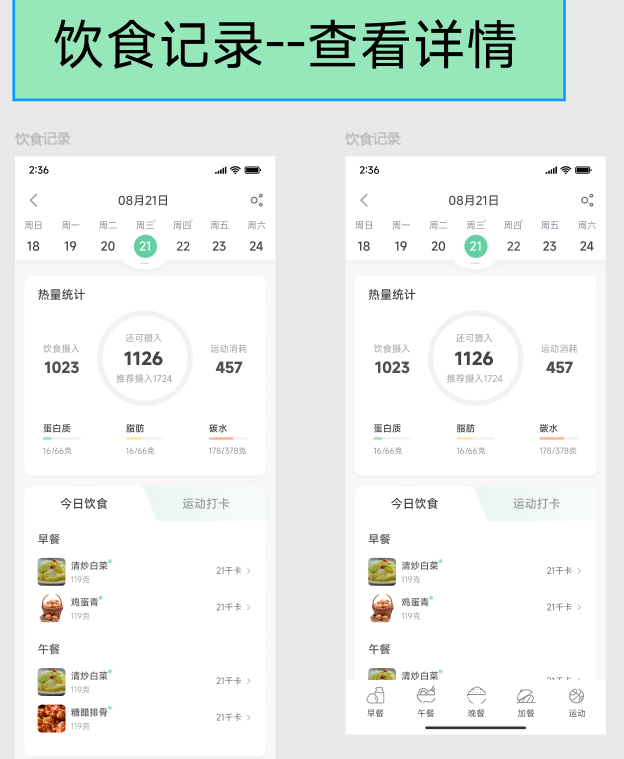 饮食记录--查看详情
饮食记录
2:36
08月21日
周日 周一 周二 周三 周四 周五 周六
18 19 20 21 22 23 24
热量统计
饮食摄入
1023
还可摄入
1126
推荐摄入1724
运动消耗
457
蛋白质 脂肪 碳水
16/66克 16/66克 178/378克
今日饮食 运动打卡
早餐
清炒白菜
119克
21千卡
鸡蛋青
119克
21千卡
午餐
清炒白菜
119克
21千卡
糖醋排骨
119克
21千卡
饮食记录
2:36
08月21日
周日 周一 周二 周三 周四 周五 周六
18 19 20 21 22 23 24
热量统计
饮食摄入
1023
还可摄入
1126
推荐摄入1724
运动消耗
457
蛋白质 脂肪 碳水
16/66克 16/66克 178/378克
今日饮食 运动打卡
早餐
清炒白菜
119克
21千卡
鸡蛋青
119克
21千卡
午餐
清炒白菜
21千卡
早餐 午餐 晚餐 加餐 运动